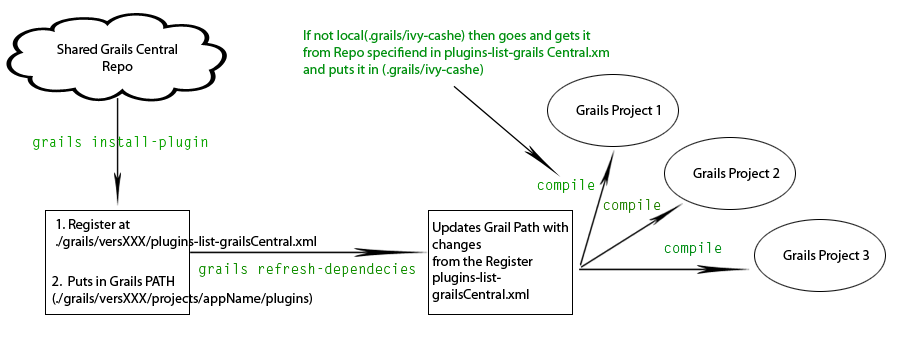 Shared Grails Central
Repo
If not local(.grails/ivy-cashe) then goes and gets it
from Repo specifiend in plugins-list-grails Central.xm
and puts it in (.grails/ivy-cashe)
Grails Project 1
grails install-plugin
Grails Project 2
compile
compile
1. Register at
./grails/versXXX/plugins-list-grailsCentral.xml
2. Puts in Grails PATH
(./grails/versXXX/projects/appName/plugins)
grails refresh-dependecies
Updates Grail Path with
changes
from the Register
plugins-list-
grailsCentral.xml
compile
Grails Project 3